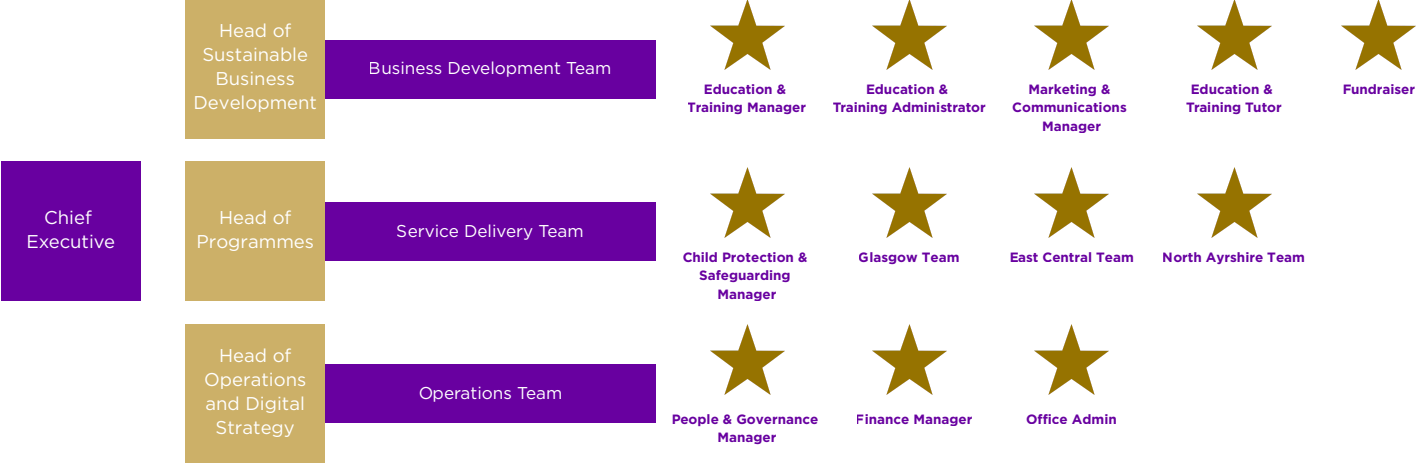 Head of
Sustainable
Business
Development
Business Development Team
Education &
Training Manager
Education &
Training Administrator
Marketing &
Communications
Manager
Education &
Training Tutor
Fundraiser
Chief
Executive
Head of
Programmes
Service Delivery Team
Child Protection &
Safeguarding
Manager
Glasgow Team
East Central Team
North Ayrshire Team
Head of
Operations
and Digital
Strategy
Operations Team
People & Governance
Manager
Finance Manager
Office Admin